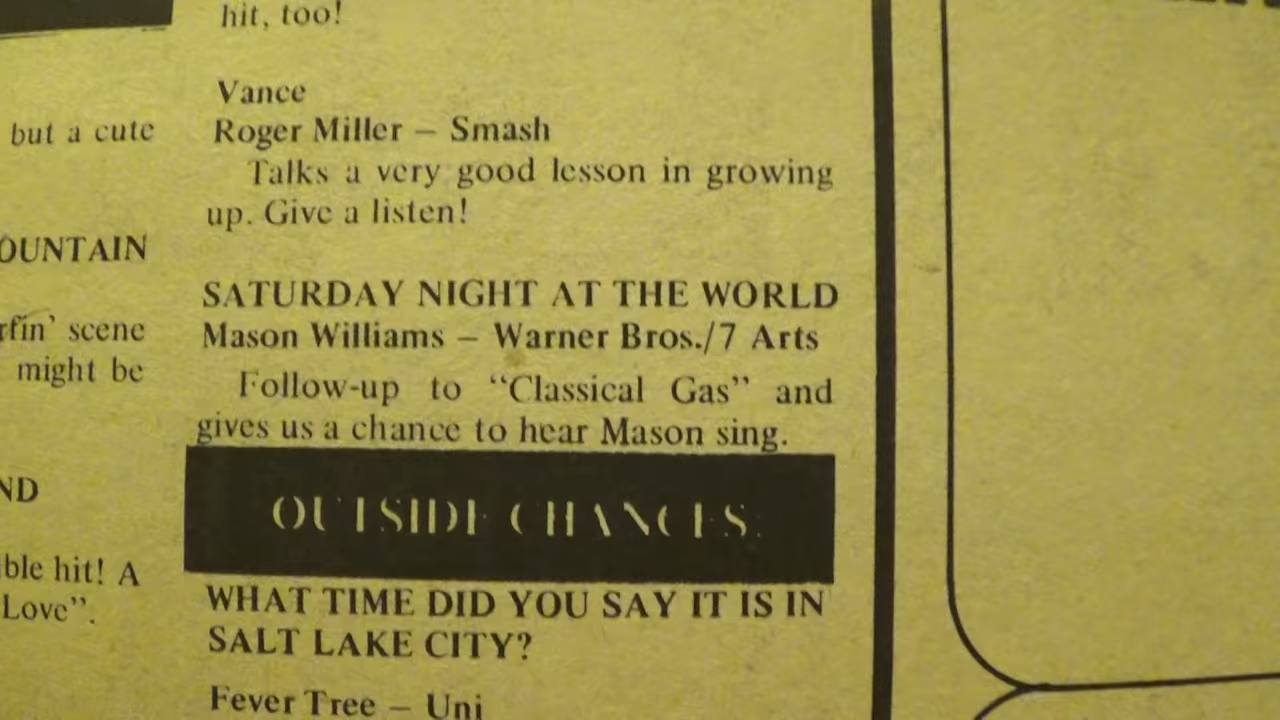 but a cute
OUNTAIN
rfin' scene
might be
ND
ble hit! A
Love".
hit, too!
Vance
Roger Miller – Smash
Talks a very good lesson in growing
up. Give a listen!
SATURDAY NIGHT AT THE WORLD
Mason Williams – Warner Bros./7 Arts
Follow-up to "Classical Gas" and
gives us a chance to hear Mason sing.
OUTSIDE CHANCES
WHAT TIME DID YOU SAY IT IS IN
SALT LAKE CITY?
Fever Tree – Uni